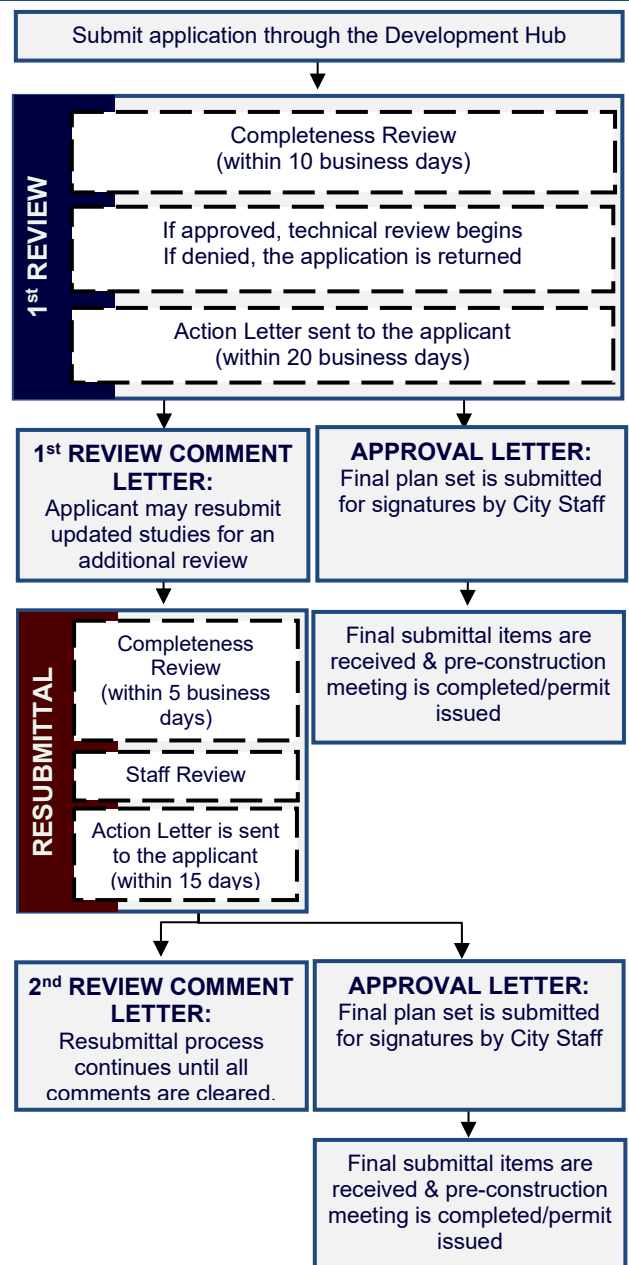 Submit application through the Development Hub
1st REVIEW
Completeness Review
(within 10 business days)
If approved, technical review begins
If denied, the application is returned
Action Letter sent to the applicant
(within 20 business days)
1st REVIEW COMMENT
LETTER:
Applicant may resubmit
updated studies for an
additional review
APPROVAL LETTER:
Final plan set is submitted
for signatures by City Staff
Final submittal items are
received & pre-construction
meeting is completed/permit
issued
RESUBMITTAL
Completeness
Review
(within 5 business
days)
Staff Review
Action Letter is sent
to the applicant
(within 15 days)
2nd REVIEW COMMENT
LETTER:
Resubmittal process
continues until all
comments are cleared.
APPROVAL LETTER:
Final plan set is submitted
for signatures by City Staff
Final submittal items are
received & pre-construction
meeting is completed/permit
issued